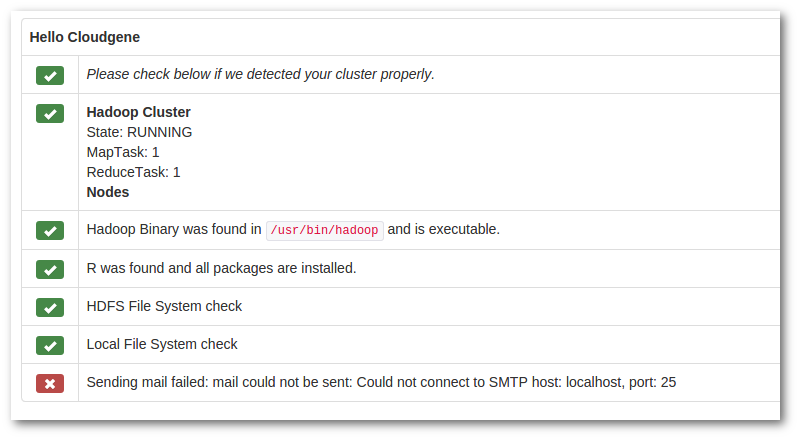 Hello Cloudgene
Please check below if we detected your cluster properly.
Hadoop Cluster
State: RUNNING
MapTask: 1
ReduceTask: 1
Nodes
Hadoop Binary was found in /usr/bin/hadoop and is executable.
R was found and all packages are installed.
HDFS File System check
Local File System check
Sending mail failed: mail could not be sent: Could not connect to SMTP host: localhost, port: 25